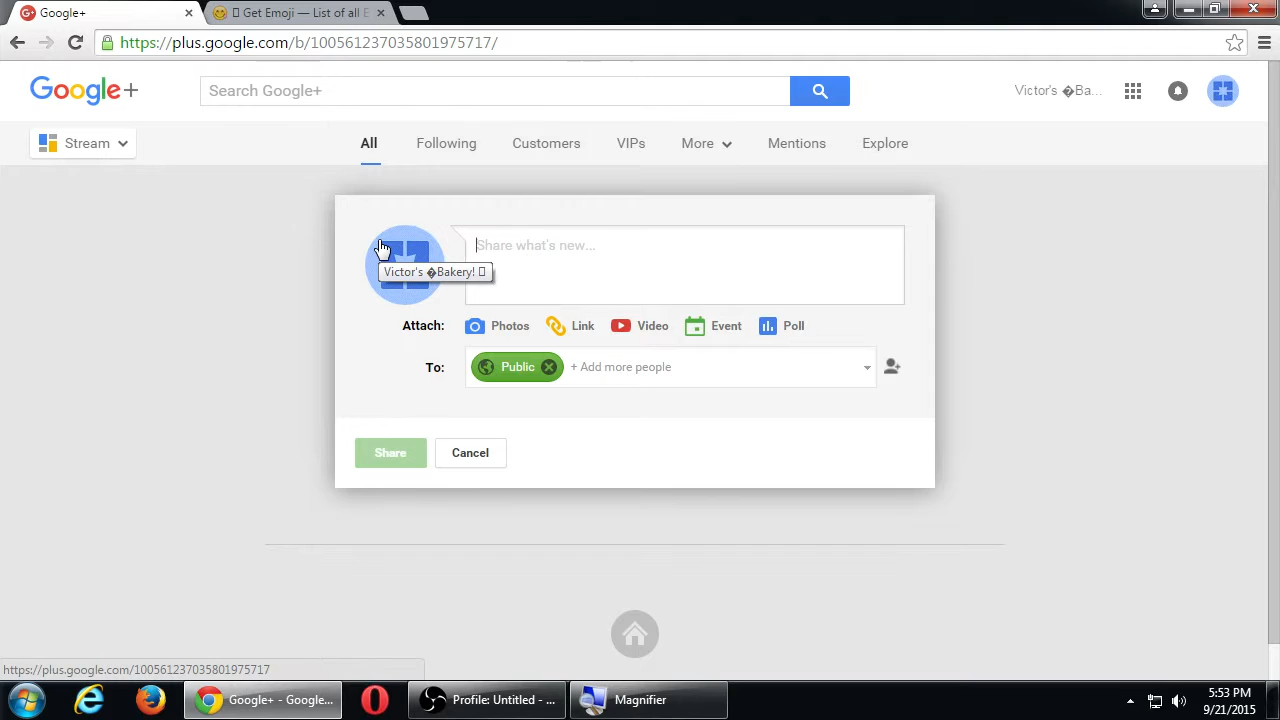 Google+
Get Emoji — List of all E
https://plus.google.com/b/100561237035801975717/
Google+
Search Google+
Victor's �Ba...
Stream
All
Following
Customers
VIPs
More
Mentions
Explore
Share what's new...
Victor's �Bakery! 
Attach:
Photos
Link
Video
Event
Poll
To:
Public
+ Add more people
Share
Cancel
https://plus.google.com/100561237035801975717
Google+ - Google...
Profile: Untitled - ...
Magnifier
5:53 PM
9/21/2015